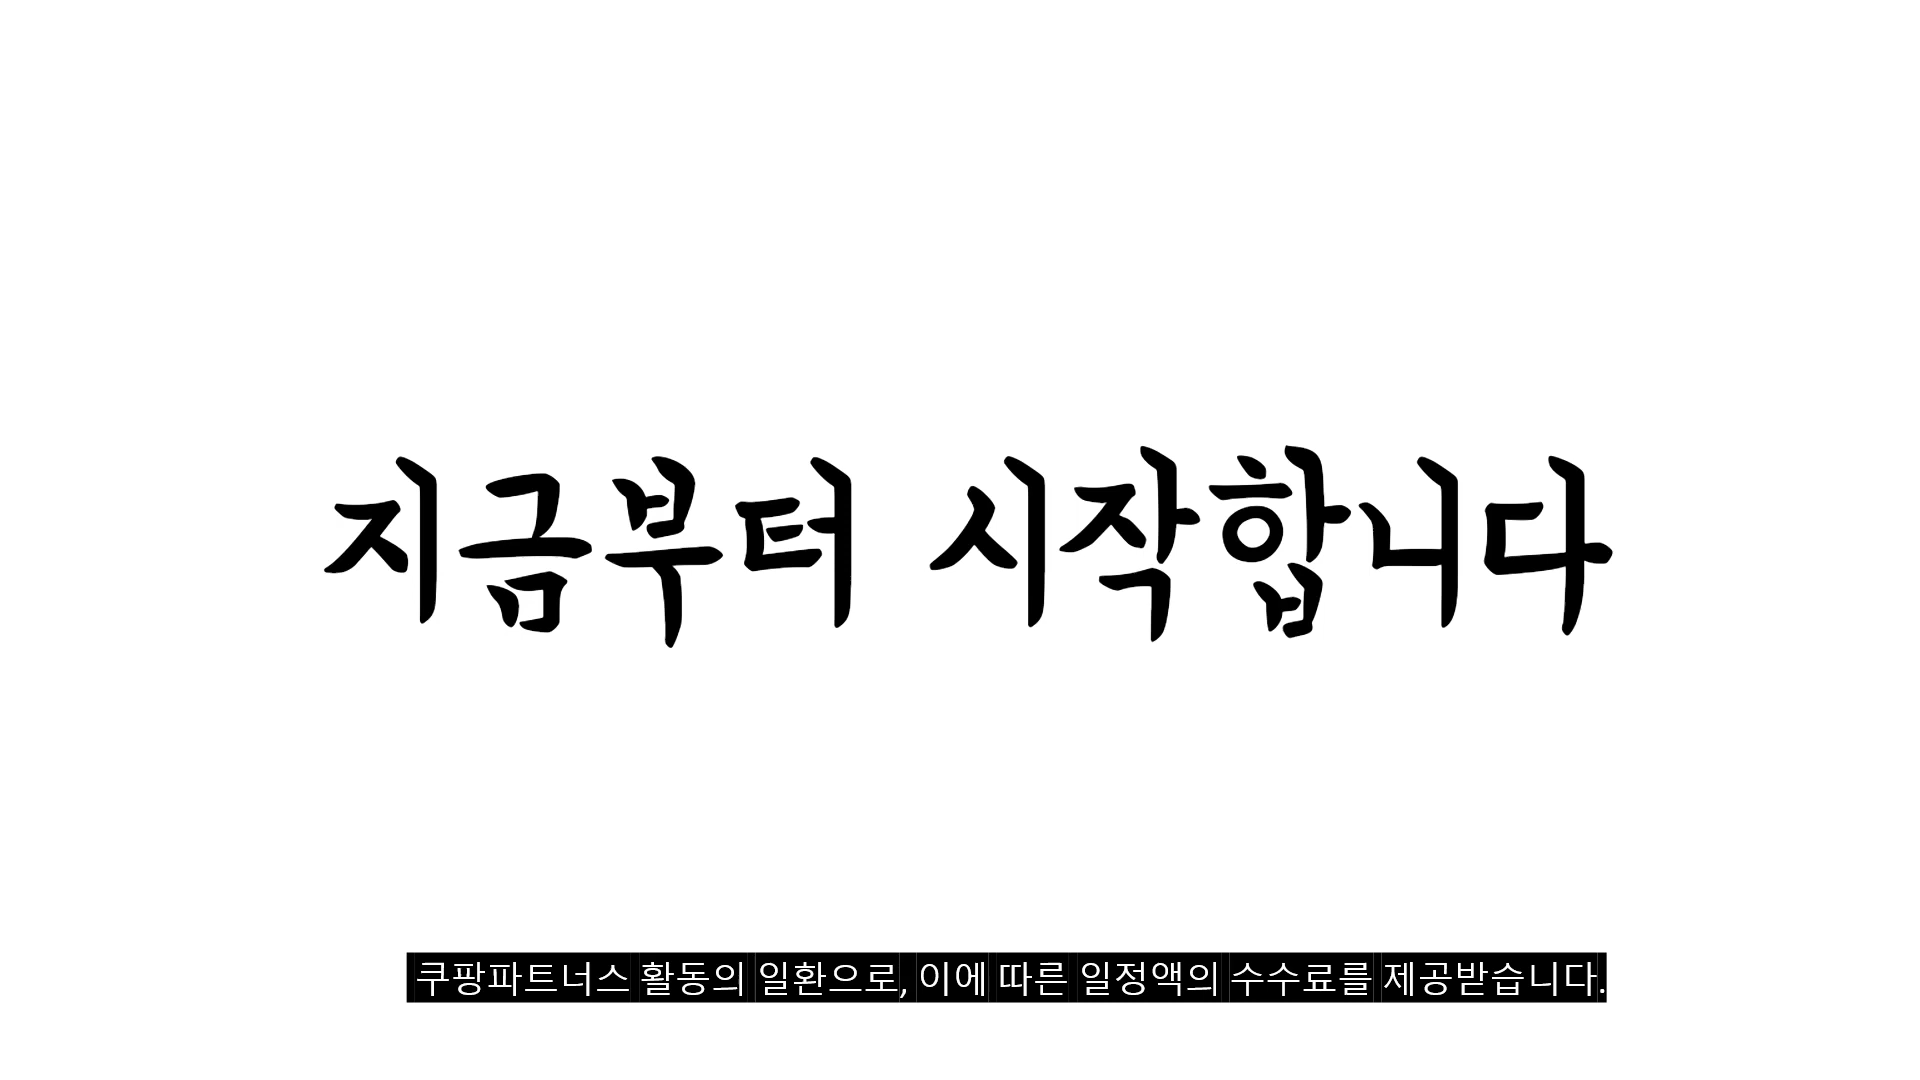 지금부터 시작합니다
쿠팡파트너스 활동의 일환으로, 이에 따른 일정액의 수수료를 제공받습니다.